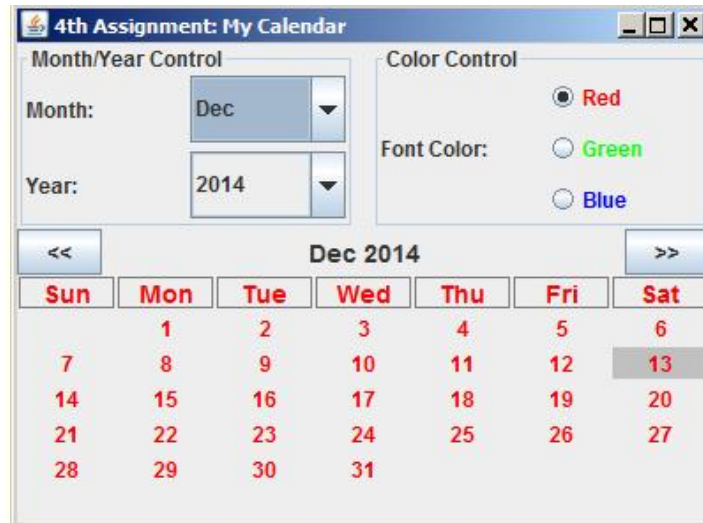 4th Assignment: My Calendar
Month/Year Control
Month: Dec
Year: 2014
Color Control
Font Color:
Red
Green
Blue
<< Dec 2014 >>
Sun Mon Tue Wed Thu Fri Sat
1 2 3 4 5 6
7 8 9 10 11 12 13
14 15 16 17 18 19 20
21 22 23 24 25 26 27
28 29 30 31